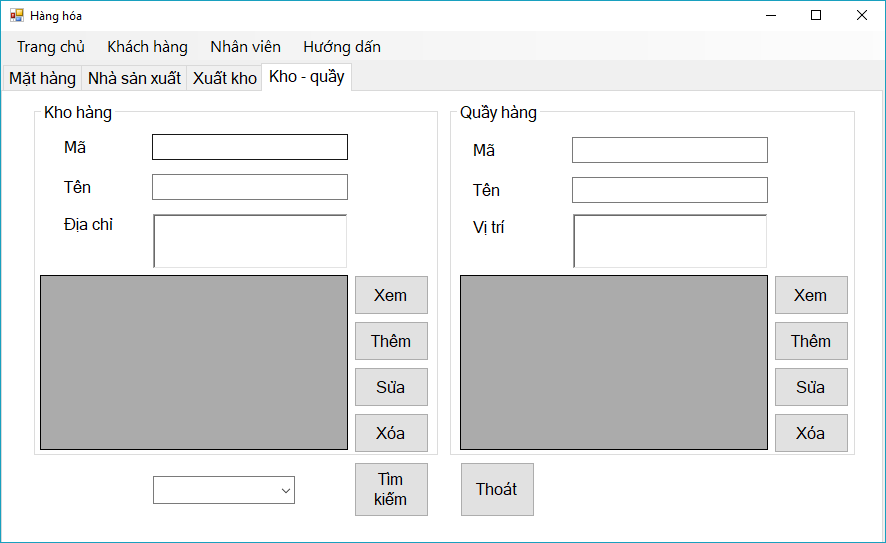 Hàng hóa
Trang chủ Khách hàng Nhân viên Hướng dấn
Mặt hàng Nhà sản xuất Xuất kho Kho - quầy
Kho hàng
Mã
Tên
Địa chỉ
Xem
Thêm
Sửa
Xóa
Tìm
kiếm
Quầy hàng
Mã
Tên
Vị trí
Xem
Thêm
Sửa
Xóa
Thoát